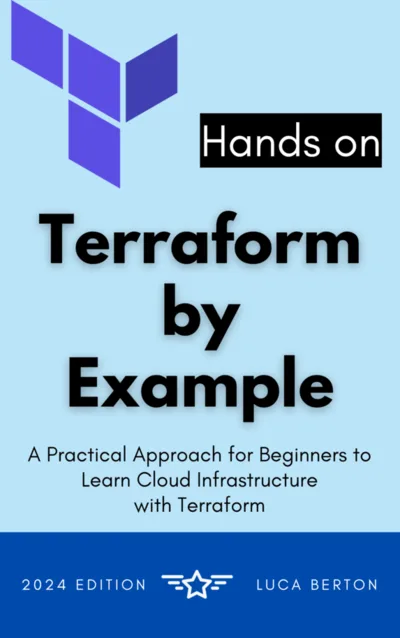 Hands on
Terraform
by
Example
A Practical Approach for Beginners to
Learn Cloud Infrastructure
with Terraform
2024 EDITION
LUCA BERTON